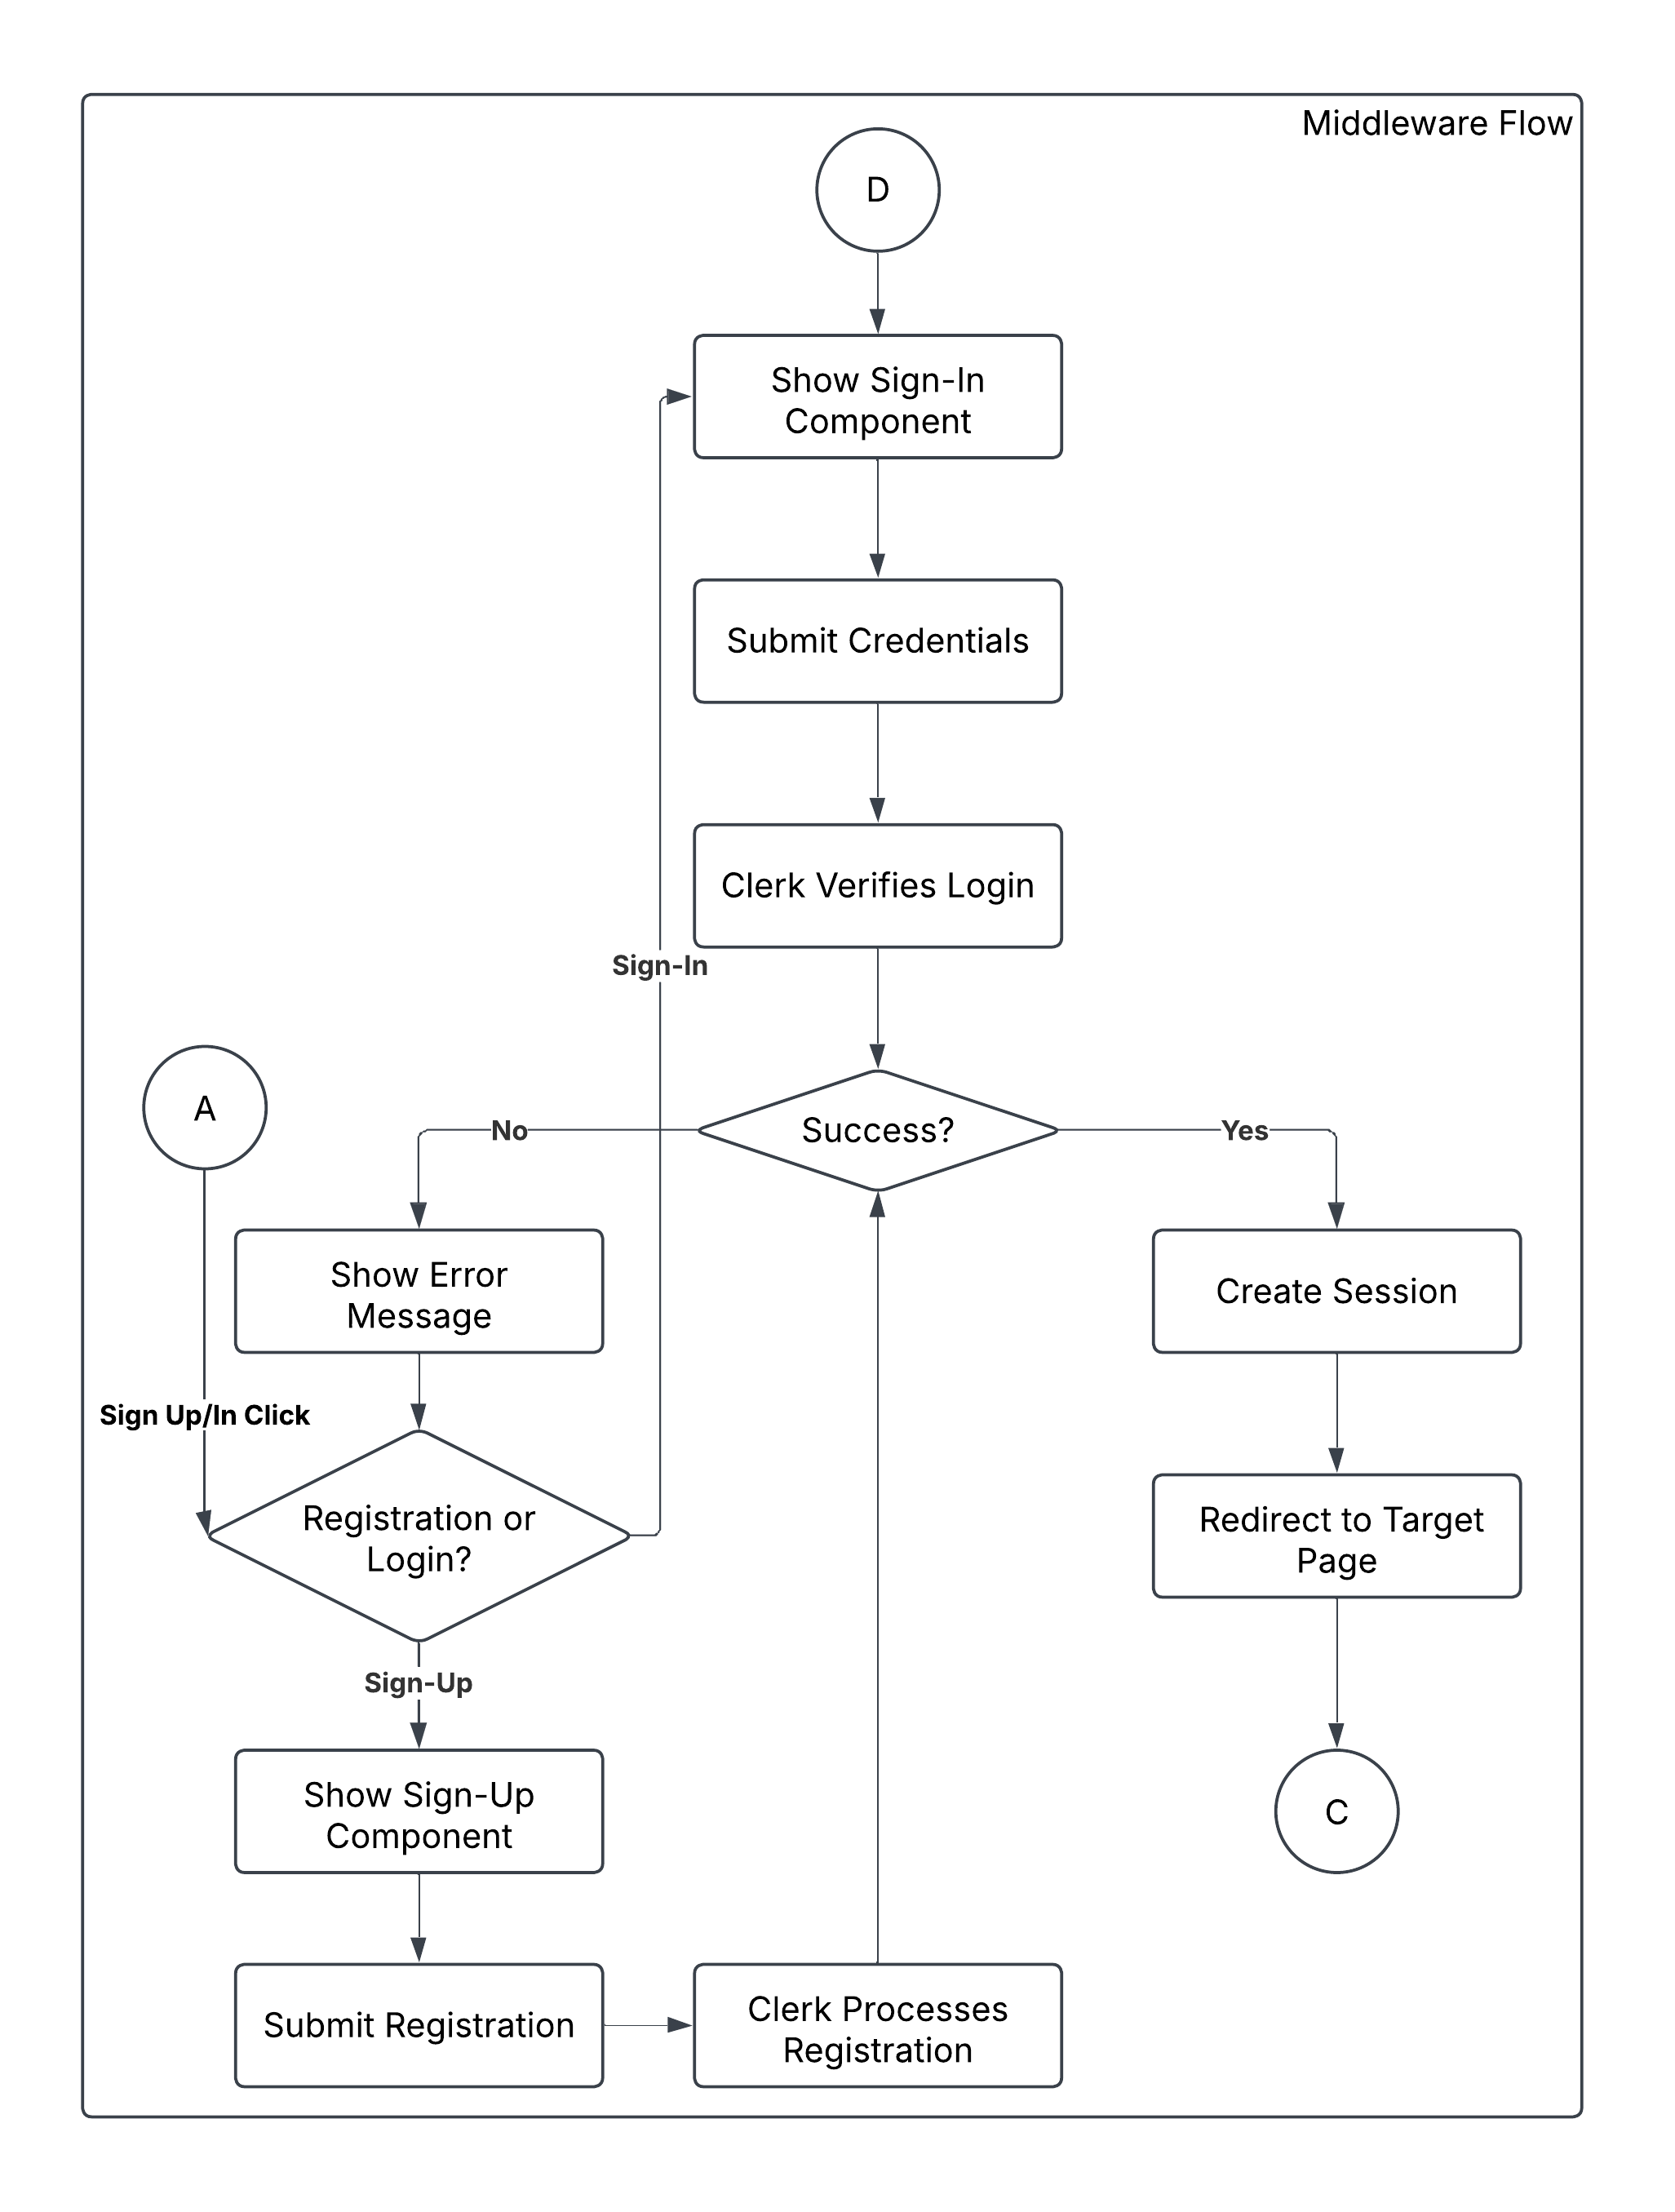 Middleware Flow
D
Show Sign-In
Component
Submit Credentials
Clerk Verifies Login
Sign-In
A
No
Success?
Yes
Show Error
Message
Create Session
Sign Up/In Click
Registration or
Login?
Redirect to Target
Page
Sign-Up
Show Sign-Up
Component
C
Submit Registration
Clerk Processes
Registration